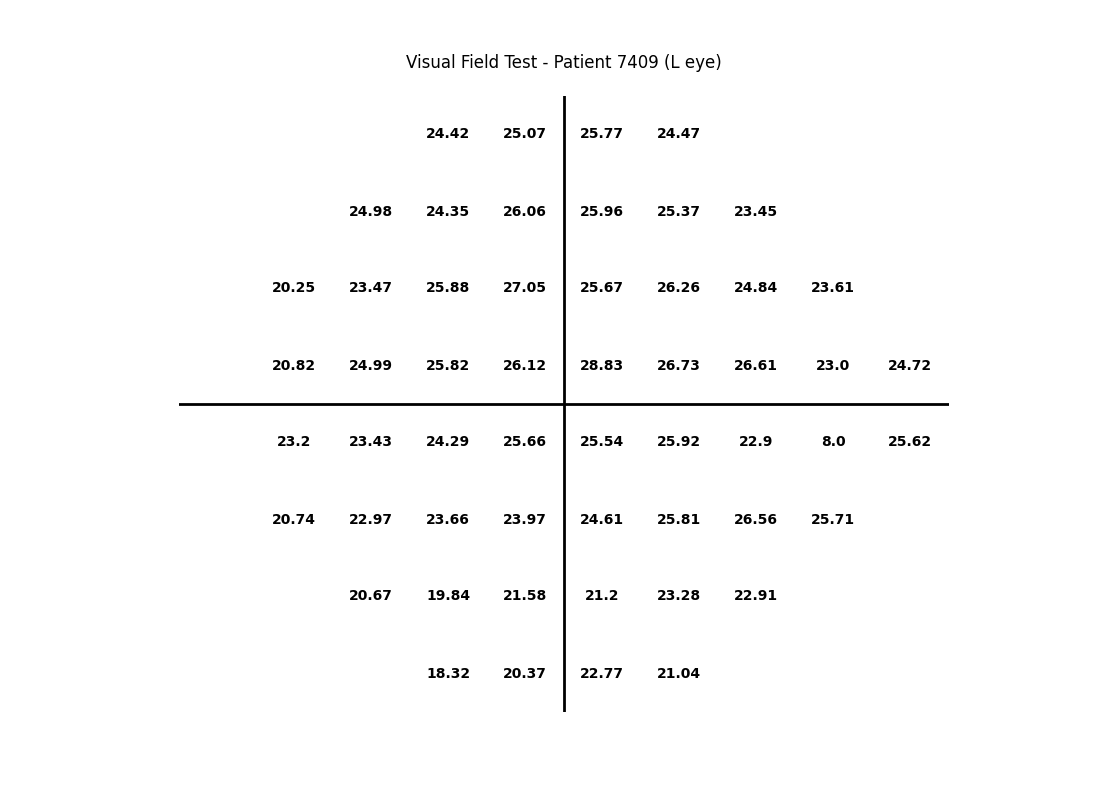 Visual Field Test - Patient 7409 (L eye)
24.42 25.07 25.77 24.47
24.98 24.35 26.06 25.96 25.37 23.45
20.25 23.47 25.88 27.05 25.67 26.26 24.84 23.61
20.82 24.99 25.82 26.12 28.83 26.73 26.61 23.0 24.72
23.2 23.43 24.29 25.66 25.54 25.92 22.9 8.0 25.62
20.74 22.97 23.66 23.97 24.61 25.81 26.56 25.71
20.67 19.84 21.58 21.2 23.28 22.91
18.32 20.37 22.77 21.04